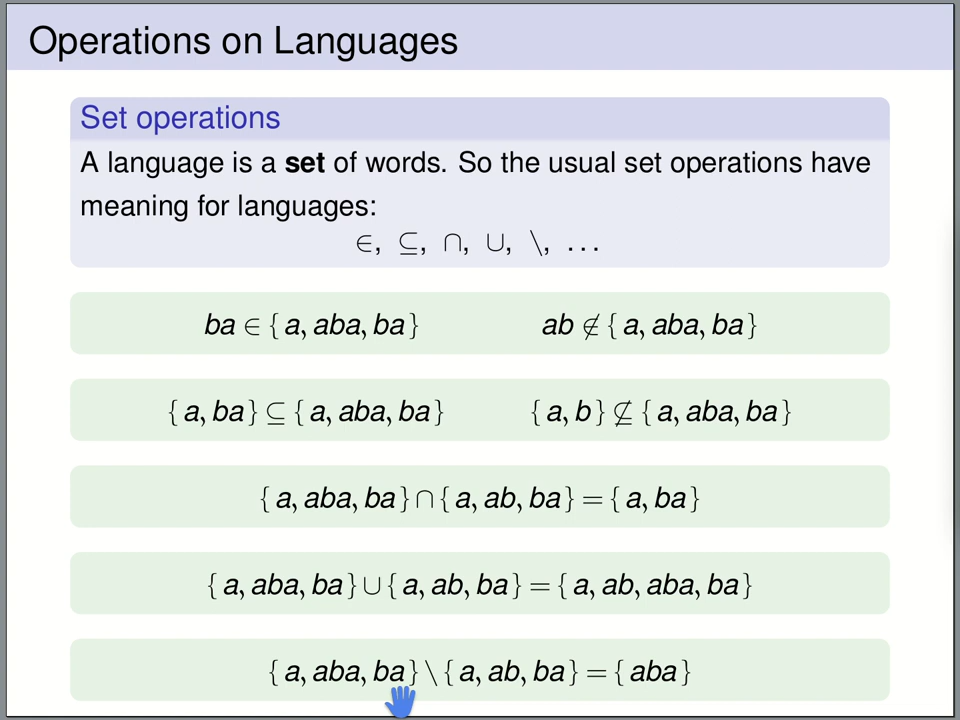 Operations on Languages
Set operations
A language is a set of words. So the usual set operations have
meaning for languages:
∈, ⊆, ∩, ∪, \, ...
ba ∈ {a, aba, ba} ab ∉ {a, aba, ba}
{a, ba} ⊆ {a, aba, ba} {a, b} ⊈ {a, aba, ba}
{a, aba, ba} ∩ {a, ab, ba} = {a, ba}
{a, aba, ba} ∪ {a, ab, ba} = {a, ab, aba, ba}
{a, aba, ba} \ {a, ab, ba} = {aba}